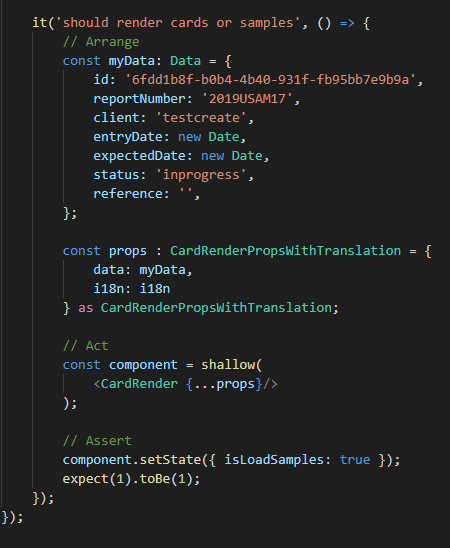 it('should render cards or samples', () => {
// Arrange
const myData: Data = {
id: '6fdd1b8f-b0b4-4b40-931f-fb95bb7e9b9a',
reportNumber: '2019USAM17',
client: 'testcreate',
entryDate: new Date,
expectedDate: new Date,
status: 'inprogress',
reference: '',
};
const props : CardRenderPropsWithTranslation = {
data: myData,
i18n: i18n
} as CardRenderPropsWithTranslation;
// Act
const component = shallow(
<CardRender {...props}/>
);
// Assert
component.setState({ isLoadSamples: true });
expect(1).toBe(1);
});
});